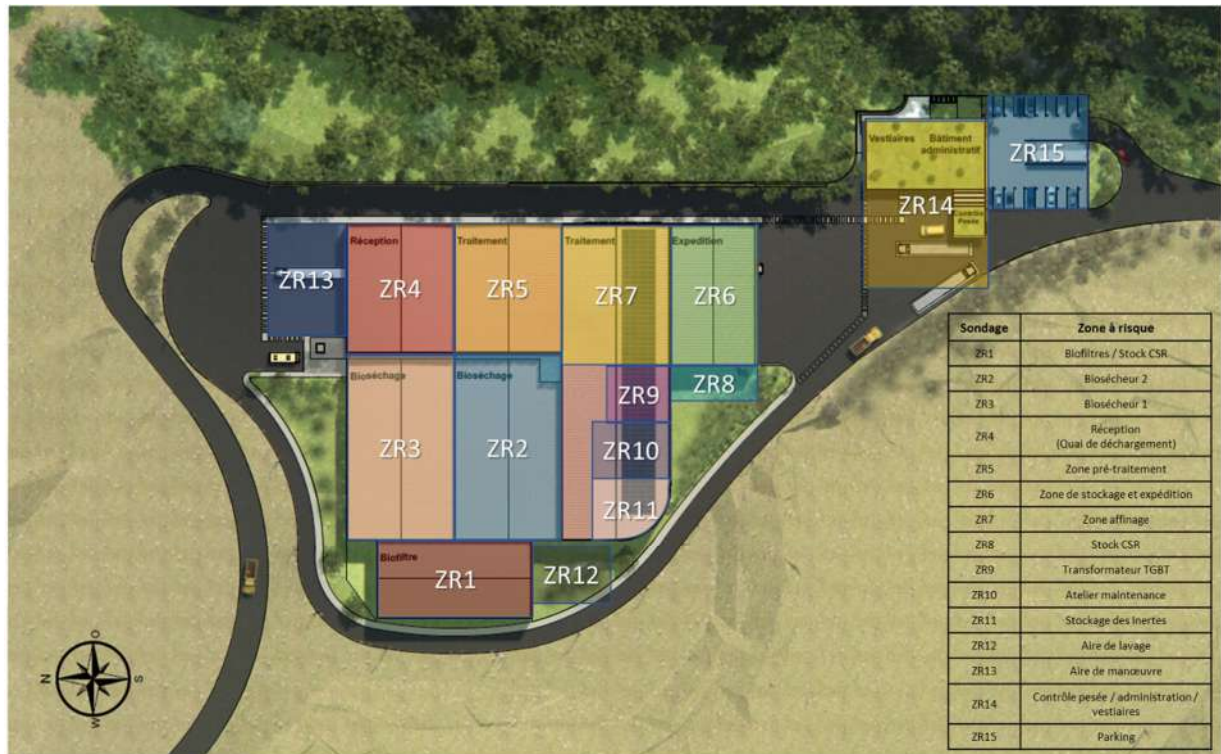 Vestiaires
Bâtiment
administratif
ZR15
ZR14
Contrôle
Pesée
ZR13
Réception
ZR4
Traitement
ZR5
Traitement
ZR7
Expedition
ZR6
Bioséchage
ZR3
Bioséchage
ZR2
ZR9
ZR8
ZR10
ZR11
Biofiltre
ZR1
ZR12
N
O
S
W
Sondage Zone à risque
ZR1 Biofiltres / Stock CSR
ZR2 Biosécheur 2
ZR3 Biosécheur 1
ZR4 Réception
(Quai de déchargement)
ZR5 Zone pré-traitement
ZR6 Zone de stockage et expédition
ZR7 Zone affinage
ZR8 Stock CSR
ZR9 Transformateur TGBT
ZR10 Atelier maintenance
ZR11 Stockage des Inertes
ZR12 Aire de lavage
ZR13 Aire de manœuvre
ZR14 Contrôle pesée / administration /
vestiaires
ZR15 Parking